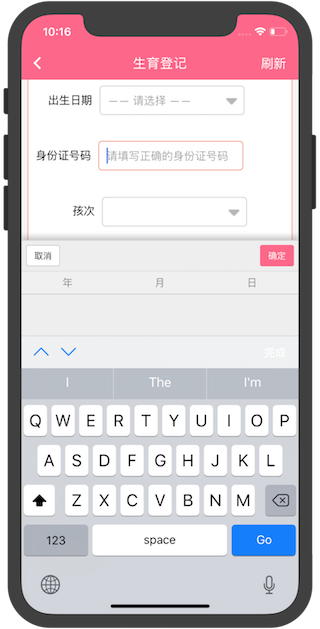 10:16
生育登记
刷新
出生日期
—— 请选择 ——
身份证号码
请填写正确的身份证号码
孩次
取消
确定
年 月 日
完成
I The I'm
Q W E R T Y U I O P
A S D F G H J K L
Z X C V B N M
123 space Go